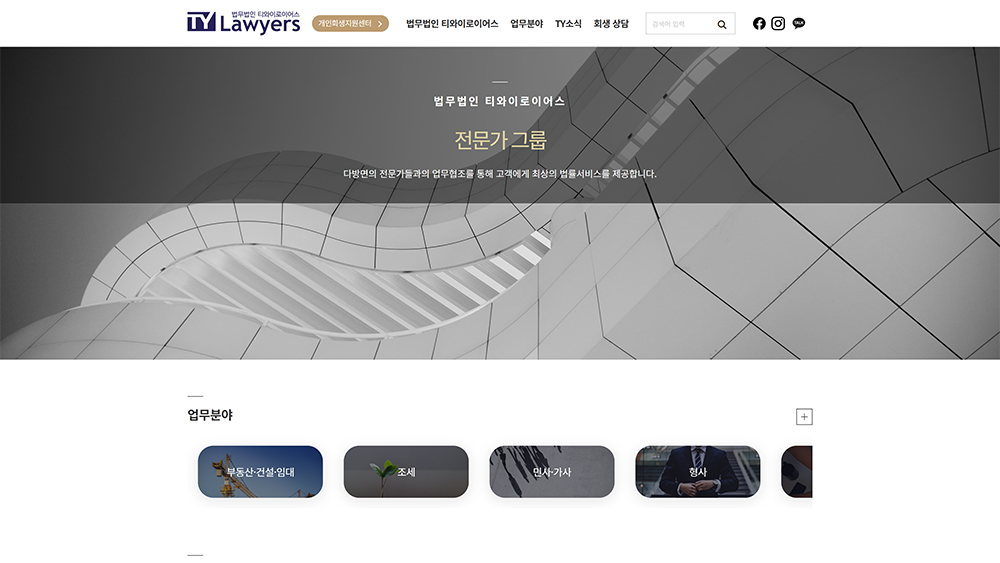 TY 법무법인 티와이로이어스
Lawyers
개인회생지원센터
법무법인 티와이로이어스 업무분야 TY소식 회생 상담
검색어 입력
TALK
법무법인 티와이로이어스
전문가 그룹
다방면의 전문가들과의 업무협조를 통해 고객에게 최상의 법률서비스를 제공합니다.
업무분야
부동산·건설·임대
조세
민사·가사
형사